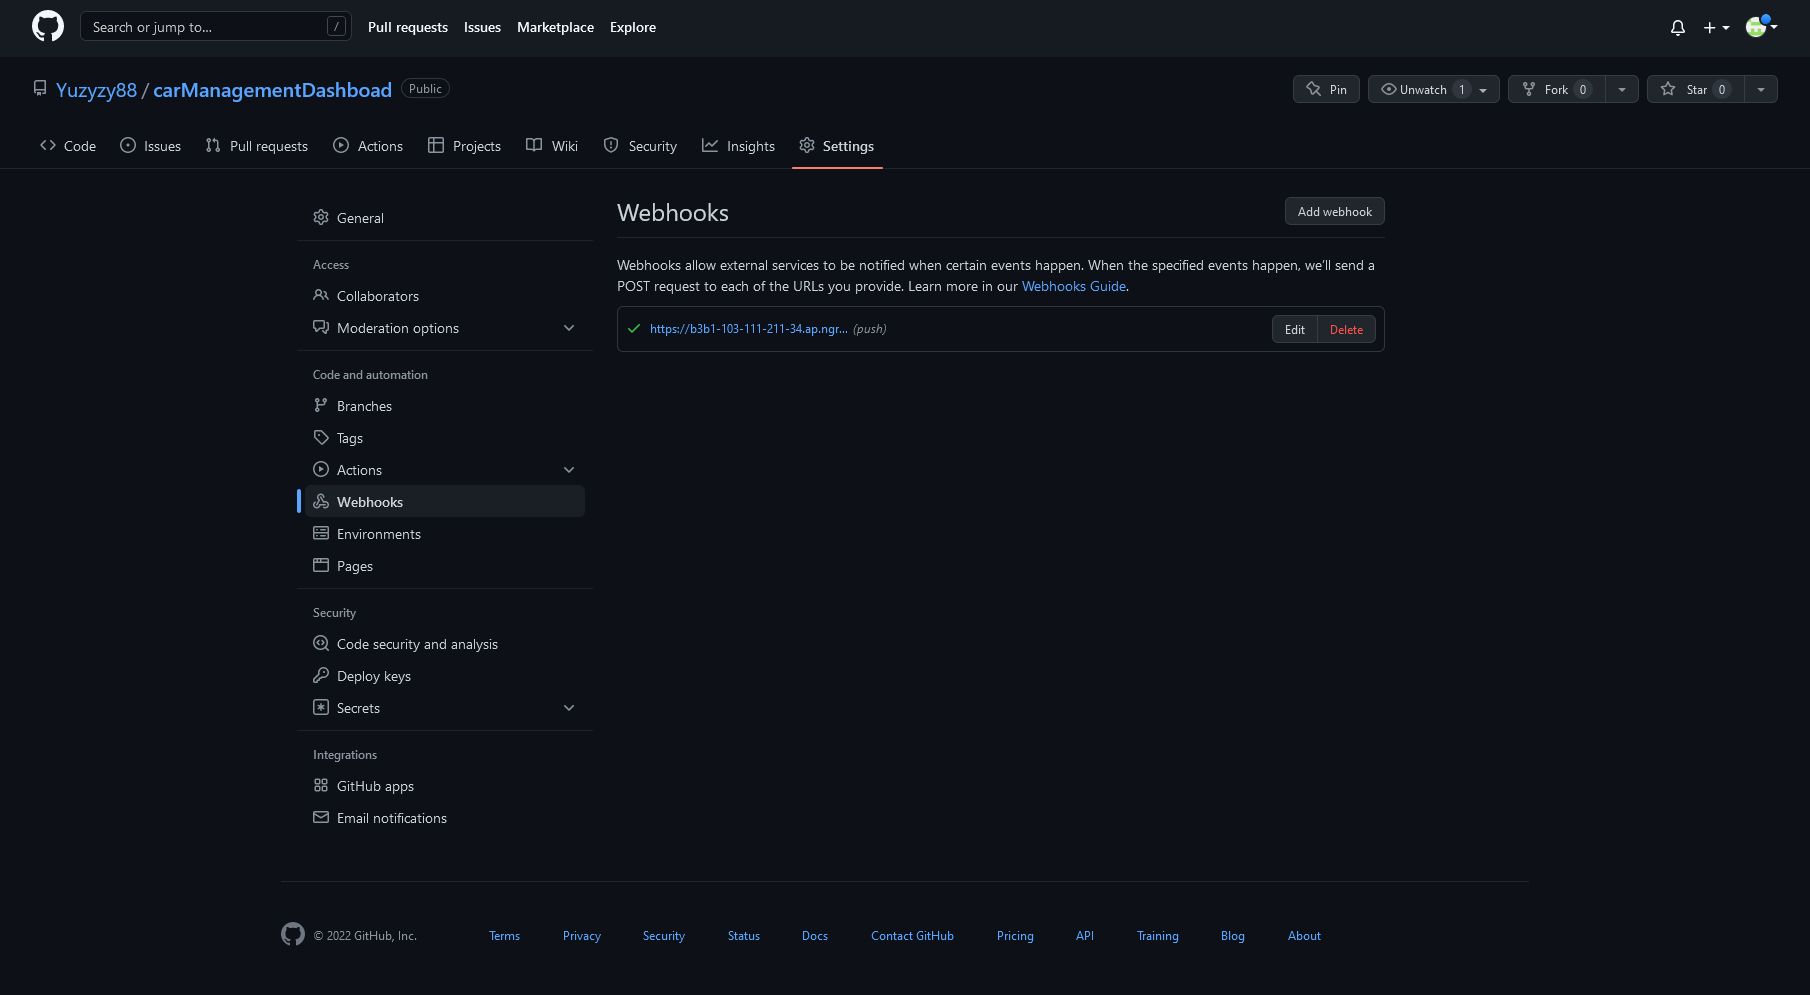 Search or jump to...
/
Pull requests
Issues
Marketplace
Explore
Yuzyzy88 / carManagementDashboad
Public
Pin
Unwatch 1
Fork 0
Star 0
Code
Issues
Pull requests
Actions
Projects
Wiki
Security
Insights
Settings
General
Access
Collaborators
Moderation options
Code and automation
Branches
Tags
Actions
Webhooks
Environments
Pages
Security
Code security and analysis
Deploy keys
Secrets
Integrations
GitHub apps
Email notifications
Webhooks
Add webhook
Webhooks allow external services to be notified when certain events happen. When the specified events happen, we'll send a
POST request to each of the URLs you provide. Learn more in our Webhooks Guide.
https://b3b1-103-111-211-34.ap.ngr... (push)
Edit
Delete
© 2022 GitHub, Inc.
Terms
Privacy
Security
Status
Docs
Contact GitHub
Pricing
API
Training
Blog
About